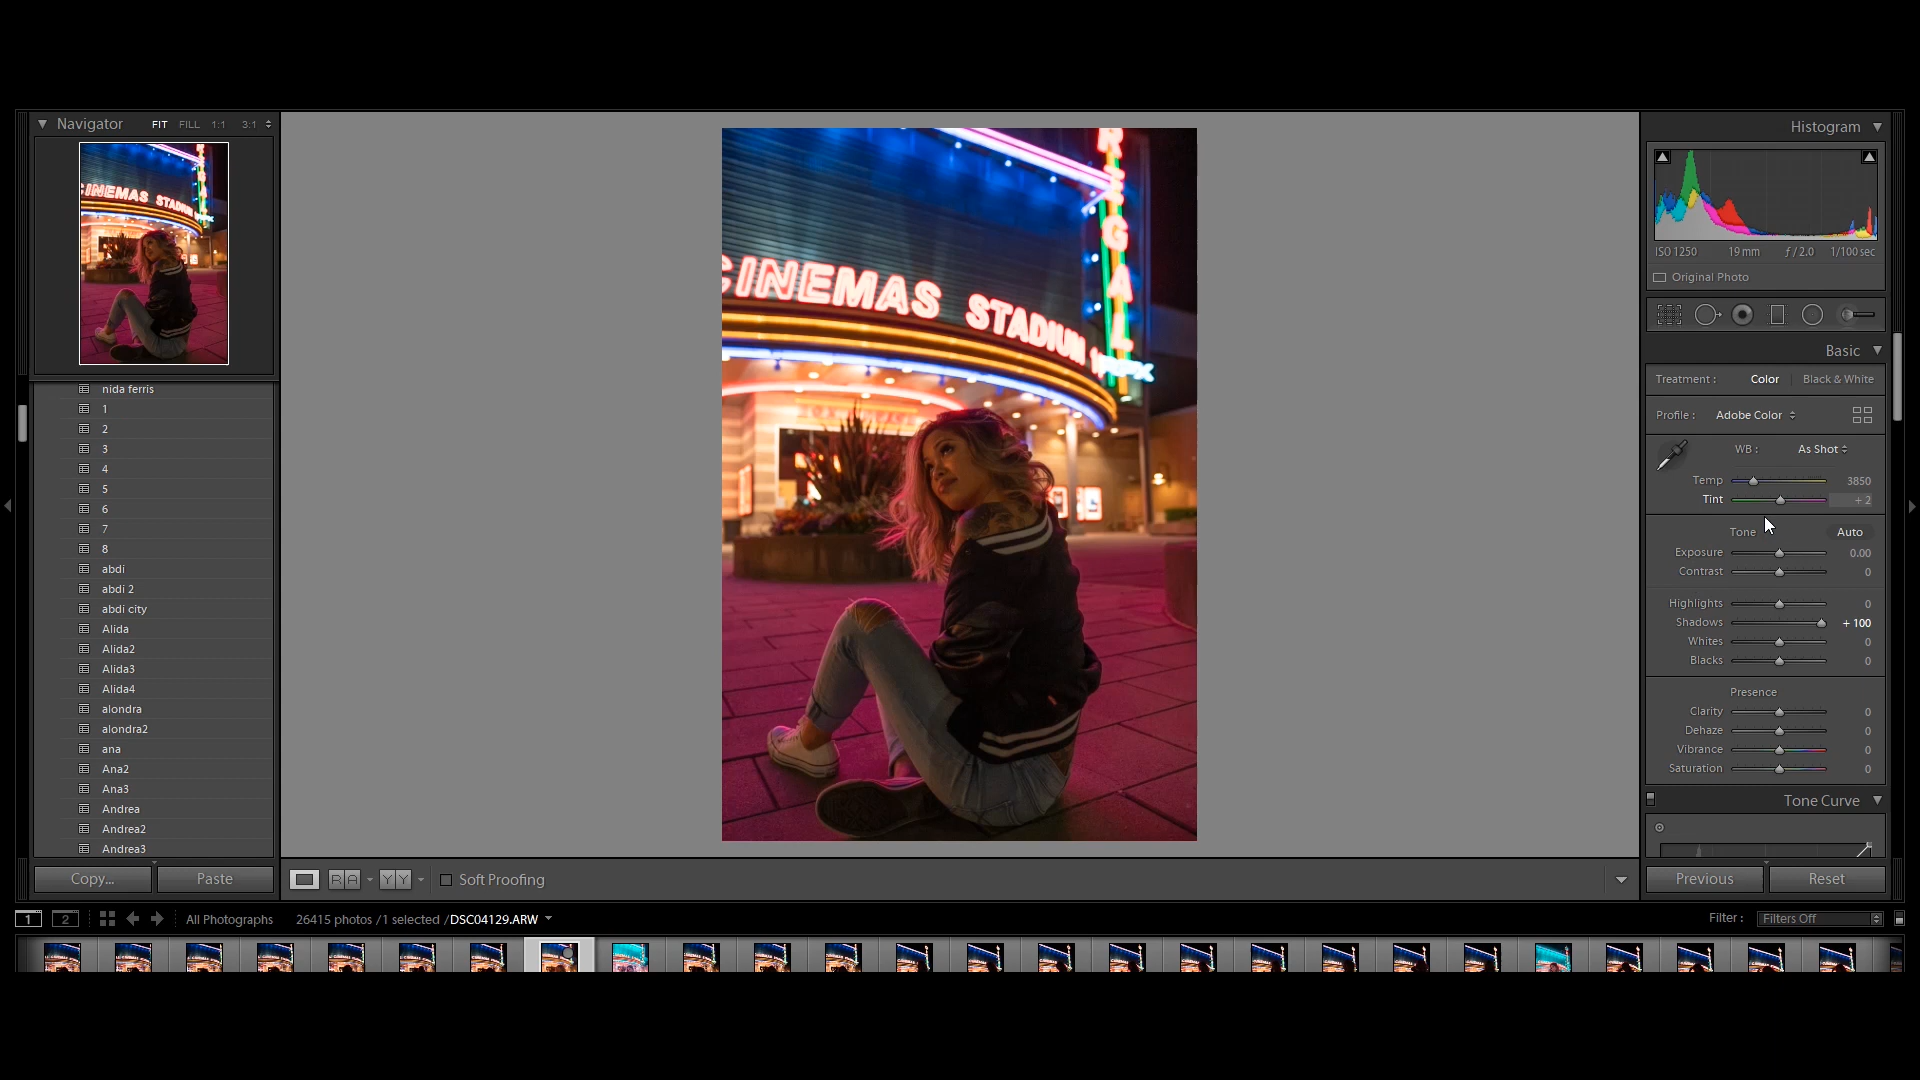 Navigator FIT FILL 1:1 3:1
nida ferris
1
2
3
4
5
6
7
8
abdi
abdi 2
abdi city
Alida
Alida2
Alida3
Alida4
alondra
alondra2
ana
Ana2
Ana3
Andrea
Andrea2
Andrea3
Copy... Paste
REGAL
CINEMAS STADIUM
RPX
RA YY Soft Proofing
Histogram
ISO 1250 19 mm ƒ / 2.0 1/100 sec
Original Photo
Basic
Treatment : Color Black & White
Profile : Adobe Color
WB : As Shot
Temp 3850
Tint + 2
Tone Auto
Exposure 0.00
Contrast 0
Highlights 0
Shadows + 100
Whites 0
Blacks 0
Presence
Clarity 0
Dehaze 0
Vibrance 0
Saturation 0
Tone Curve
Previous Reset
1 2 All Photographs 26415 photos / 1 selected / DSC04129.ARW Filter : Filters Off